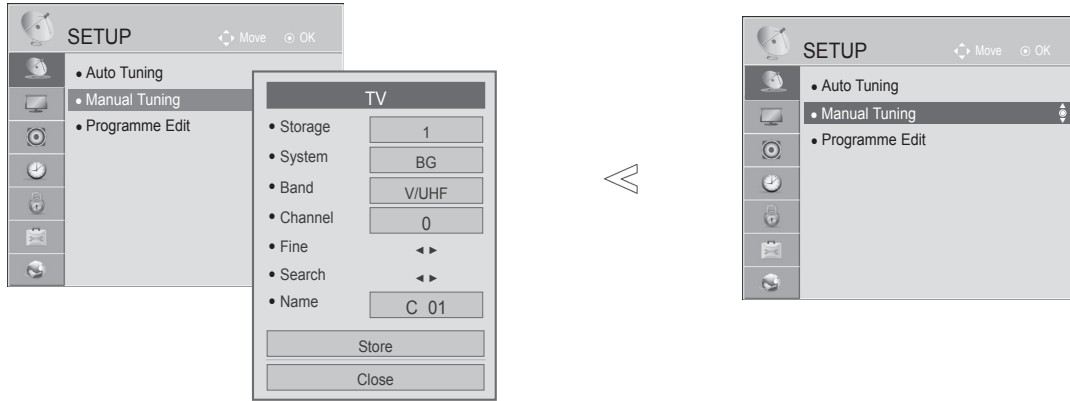 SETUP
Move
OK
• Auto Tuning
• Manual Tuning
• Programme Edit
TV
• Storage 1
• System BG
• Band V/UHF
• Channel 0
• Fine ◄ ►
• Search ◄ ►
• Name C 01
Store
Close
SETUP
Move
OK
• Auto Tuning
• Manual Tuning
• Programme Edit